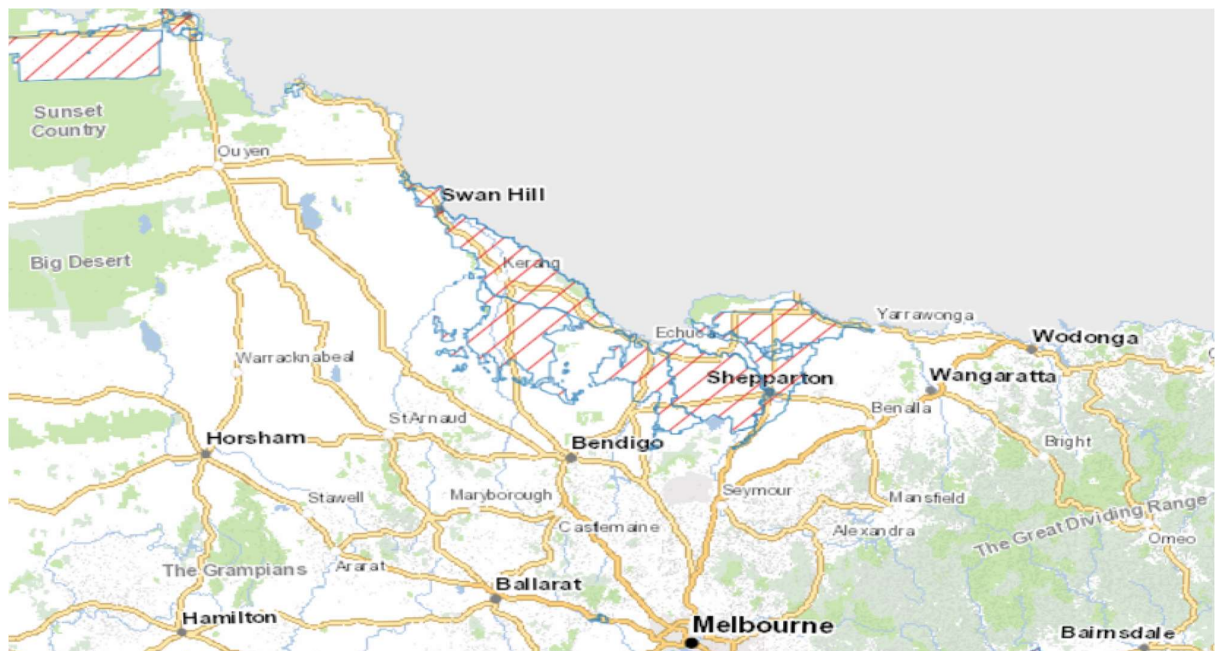 Sunset
Country
Ouyen
Swan Hill
Big Desert
Kerang
Echuca
Yarrawonga
Wodonga
Warracknabeal
Shepparton
Wangaratta
St Arnaud
Benalla
Horsham
Bendigo
Bright
Stawell
Maryborough
Seymour
Mansfield
Castlemaine
Alexandra
The Great Dividing Range
Omeo
The Grampians
Ararat
Ballarat
Hamilton
Melbourne
Bairnsdale